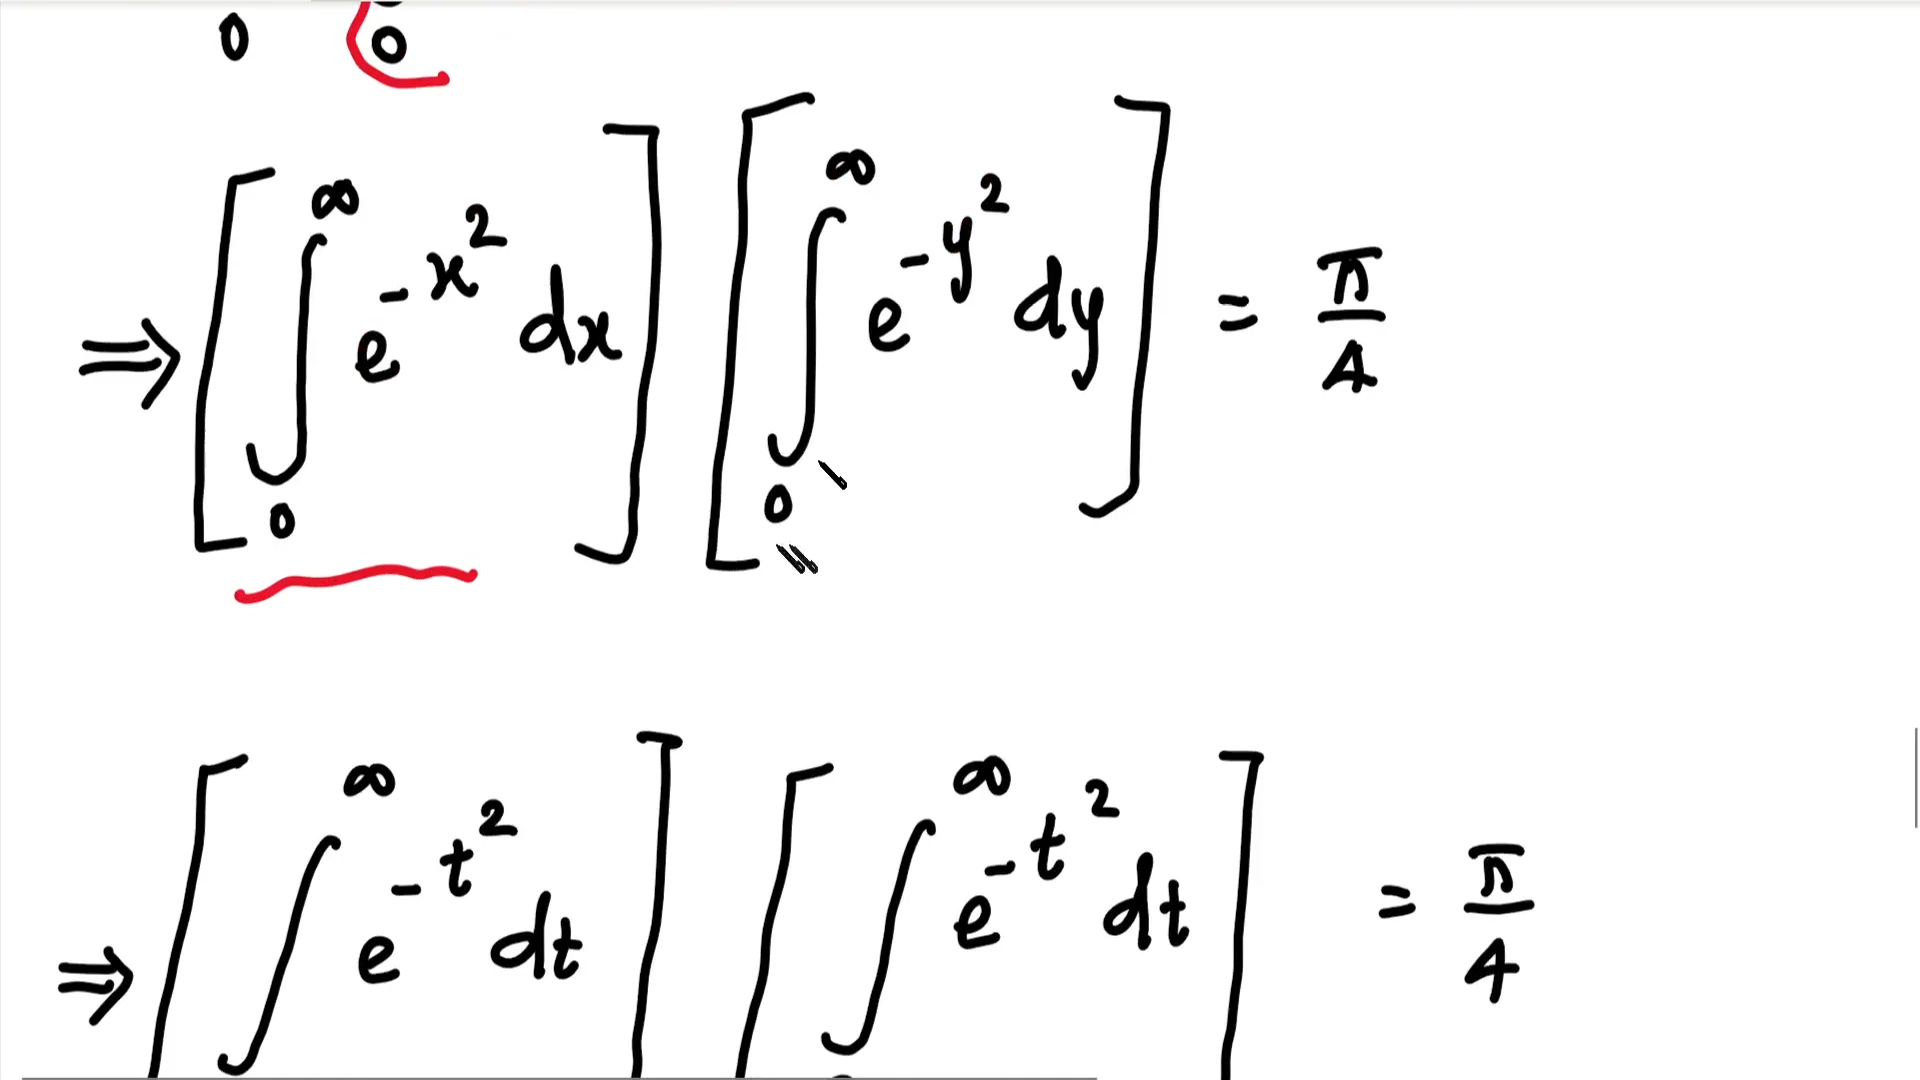 0 0
⇒ [∫₀^∞ e^{-x²} dx] [∫₀^∞ e^{-y²} dy] = π/4
⇒ [∫^∞ e^{-t²} dt] [∫^∞ e^{-t²} dt] = π/4